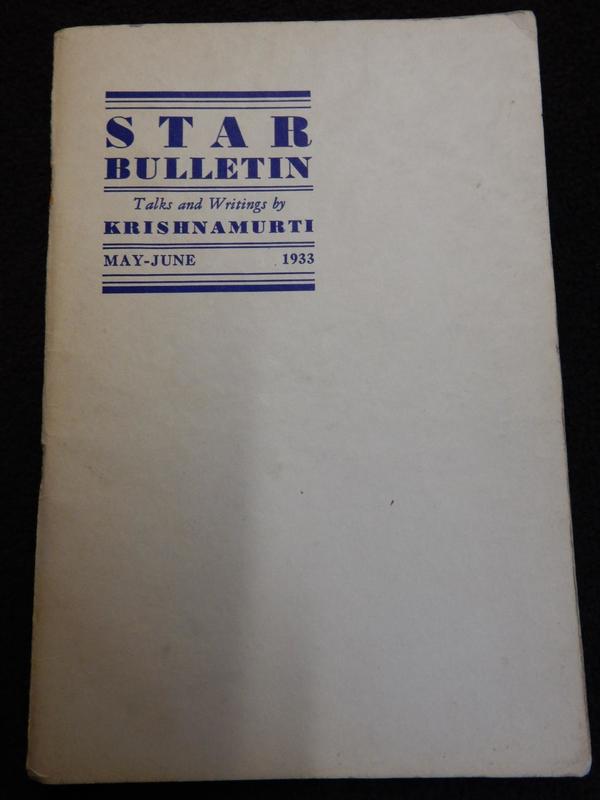 STAR
BULLETIN
Talks and Writings by
KRISHNAMURTI
MAY-JUNE 1933